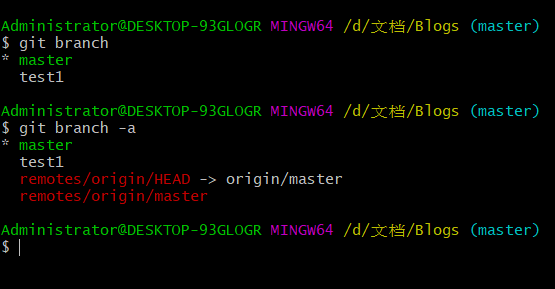 Administrator@DESKTOP-93GLOGR MINGW64 /d/文档/Blogs (master)
$ git branch
* master
  test1
Administrator@DESKTOP-93GLOGR MINGW64 /d/文档/Blogs (master)
$ git branch -a
* master
  test1
  remotes/origin/HEAD -> origin/master
  remotes/origin/master
Administrator@DESKTOP-93GLOGR MINGW64 /d/文档/Blogs (master)
$